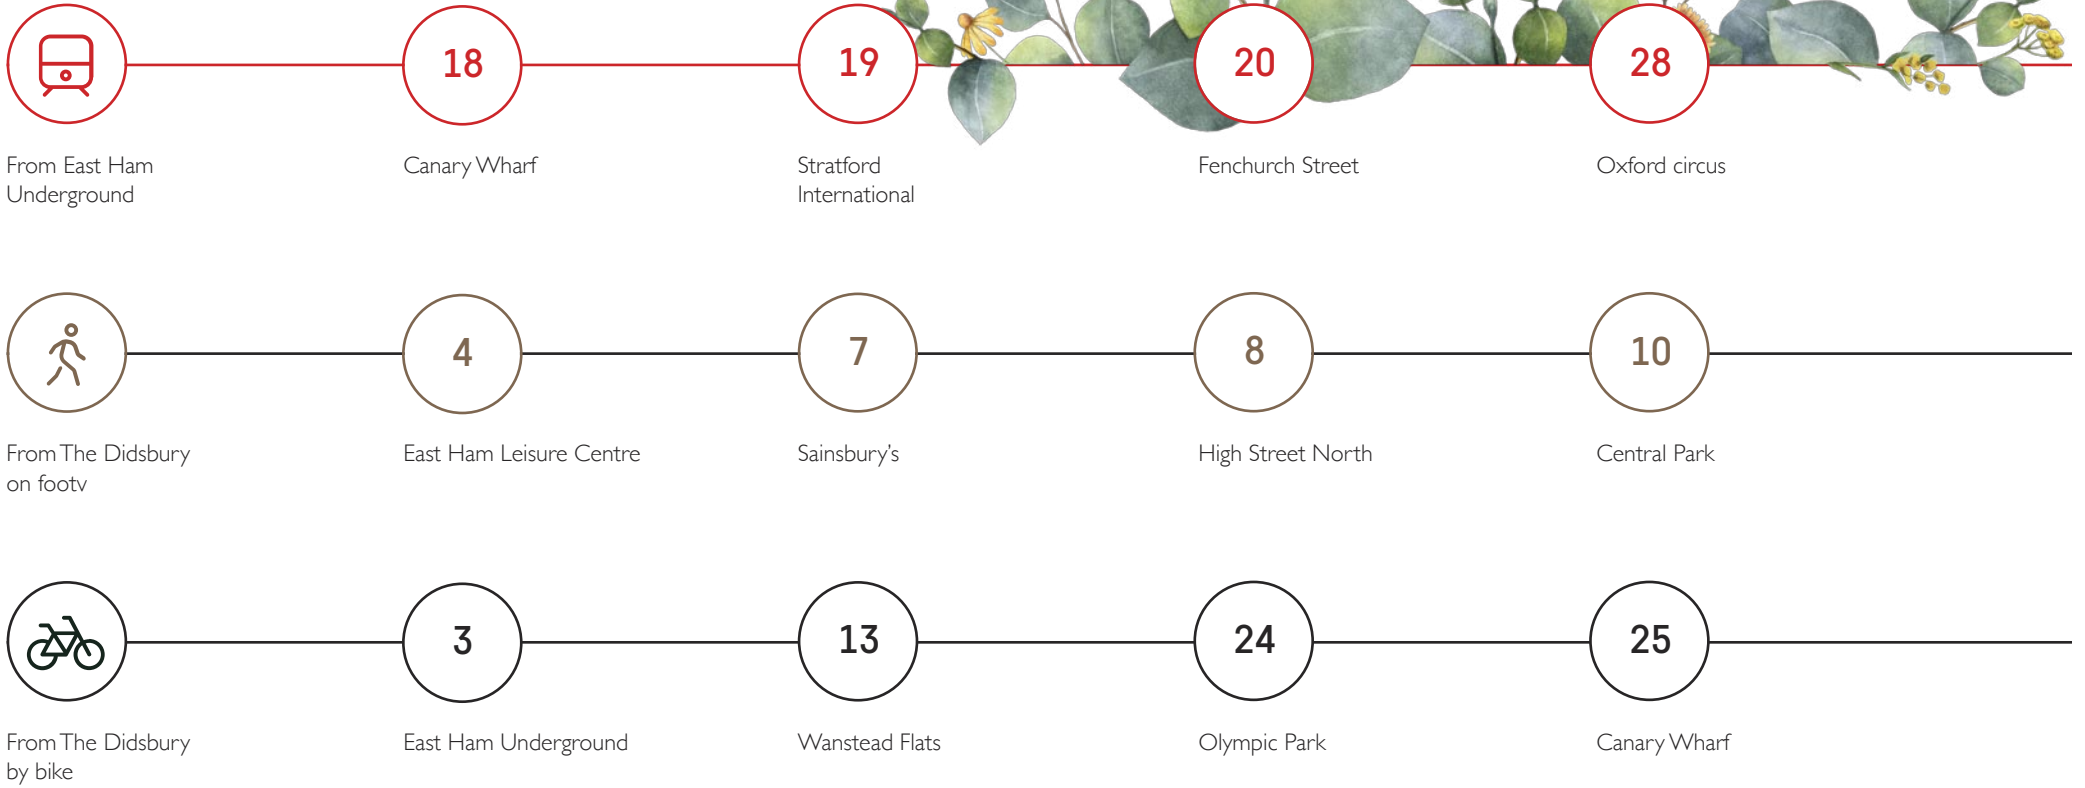 18
19
20
28
From East Ham
Underground
Canary Wharf
Stratford
International
Fenchurch Street
Oxford circus
4
7
8
10
From The Didsbury
on footv
East Ham Leisure Centre
Sainsbury's
High Street North
Central Park
3
13
24
25
From The Didsbury
by bike
East Ham Underground
Wanstead Flats
Olympic Park
Canary Wharf